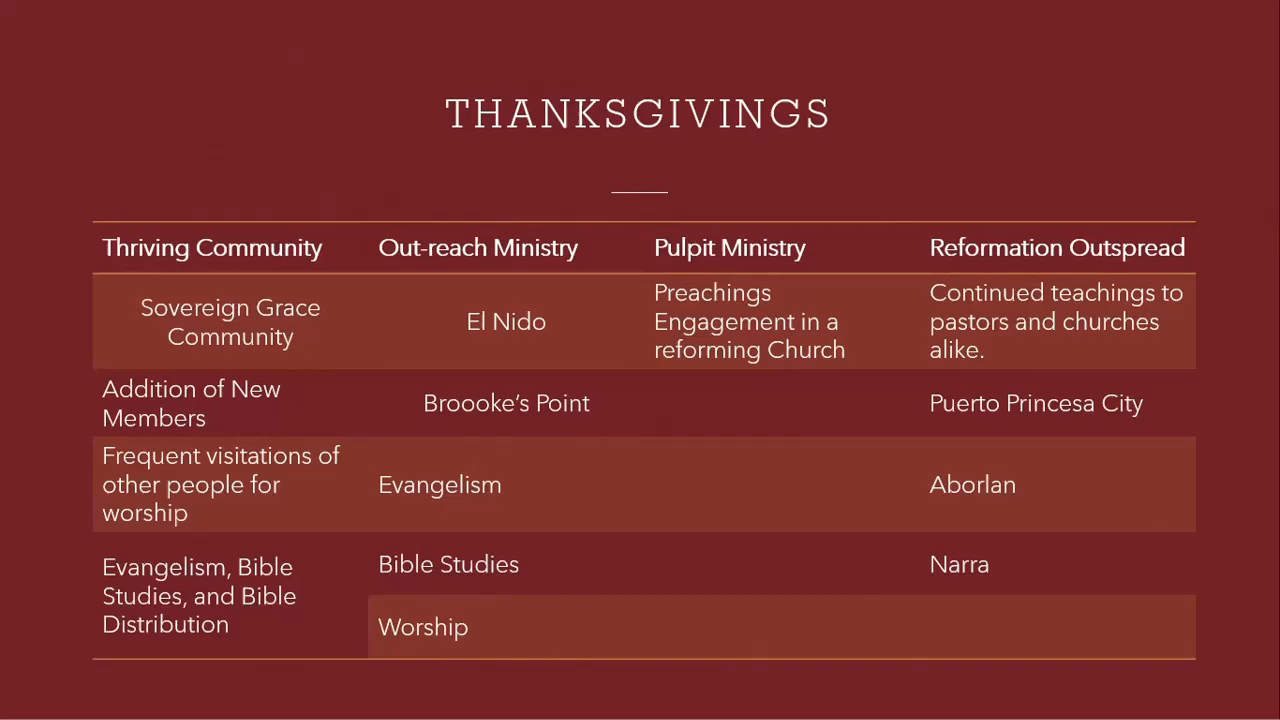 THANKSGIVINGS
Thriving Community
Out-reach Ministry
Pulpit Ministry
Reformation Outspread
Sovereign Grace
Community
El Nido
Preachings
Engagement in a
reforming Church
Continued teachings to
pastors and churches
alike.
Addition of New
Members
Broooke's Point
Puerto Princesa City
Frequent visitations of
other people for
worship
Evangelism
Aborlan
Evangelism, Bible
Studies, and Bible
Distribution
Bible Studies
Narra
Worship